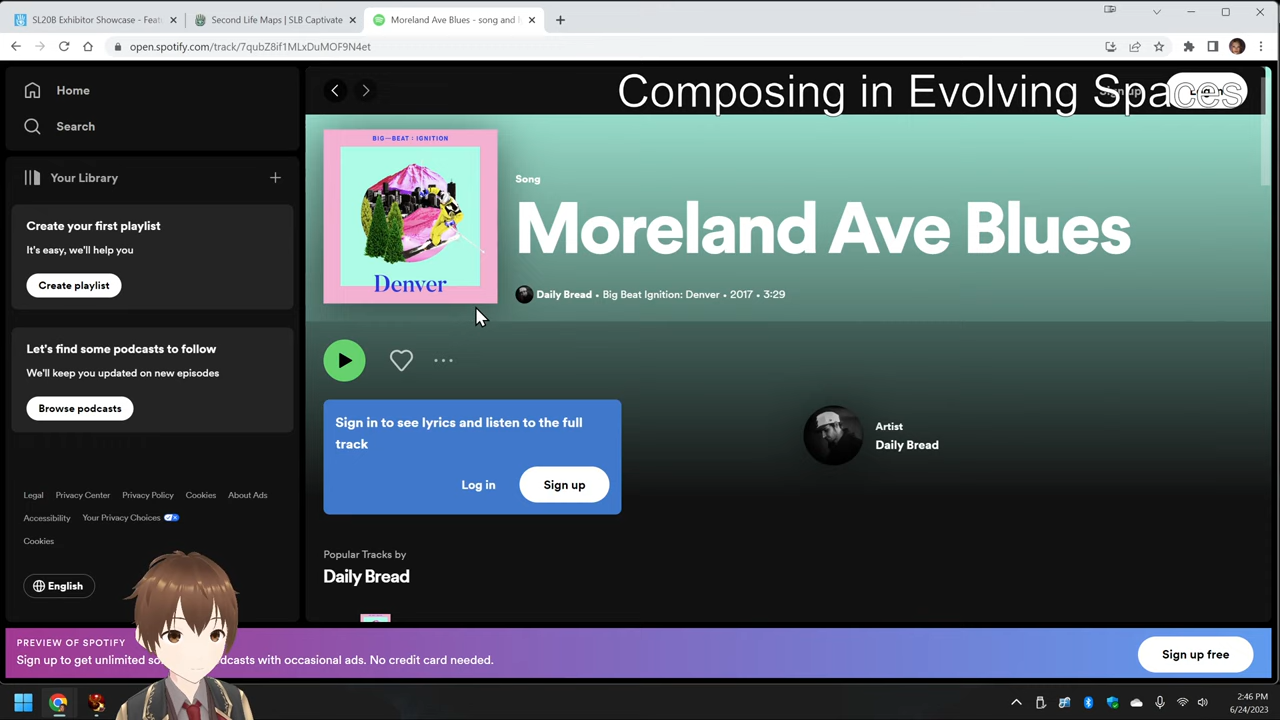 SL20B Exhibitor Showcase - Feat
Second Life Maps | SLB Captivate
Moreland Ave Blues - song and l
open.spotify.com/track/7qubZ8if1MLxDuMOF9N4et
Composing in Evolving Spaces
Home
Search
Your Library
Create your first playlist
It's easy, we'll help you
Create playlist
Let's find some podcasts to follow
We'll keep you updated on new episodes
Browse podcasts
Legal Privacy Center Privacy Policy Cookies About Ads
Accessibility Your Privacy Choices
Cookies
English
BIG—BEAT : IGNITION
Denver
Song
Moreland Ave Blues
Daily Bread • Big Beat Ignition: Denver • 2017 • 3:29
Sign in to see lyrics and listen to the full
track
Log in
Sign up
Artist
Daily Bread
Popular Tracks by
Daily Bread
PREVIEW OF SPOTIFY
Sign up to get unlimited so dcasts with occasional ads. No credit card needed.
Sign up free
2:46 PM
6/24/2023